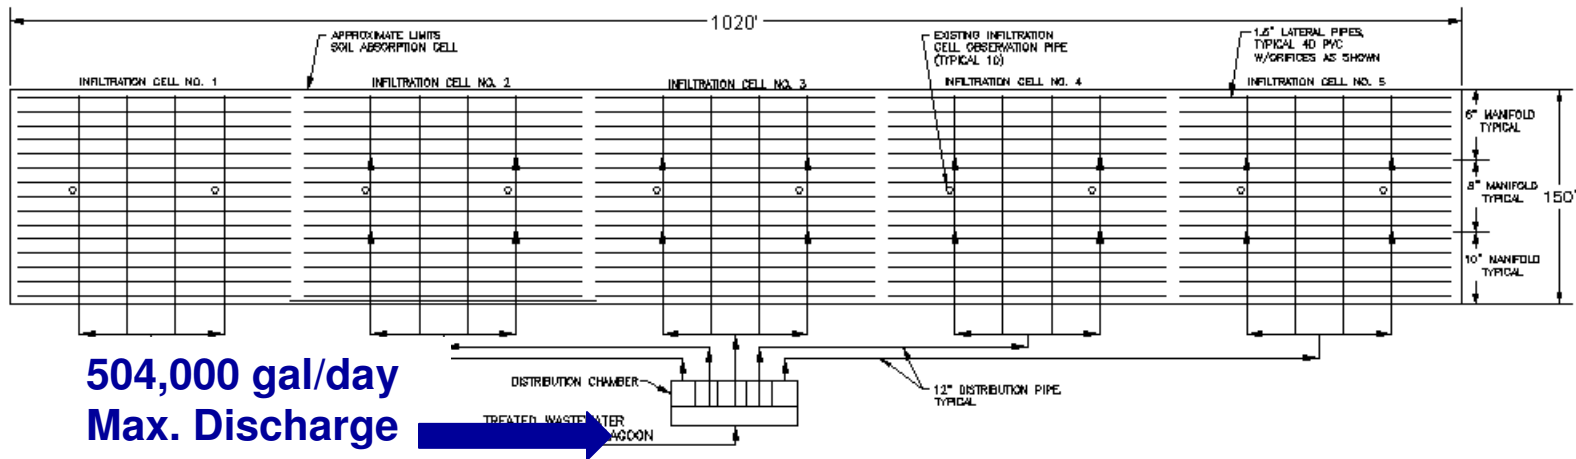 1020'
APPROXIMATE LIMITS
SOIL ABSORPTION CELL
EXISTING INFILTRATION
CELL OBSERVATION PIPE
(TYPICAL 10)
1.5" LATERAL PIPES,
TYPICAL 40 PVC
W/ORIFICES AS SHOWN
INFILTRATION CELL NO. 1
INFILTRATION CELL NO. 2
INFILTRATION CELL NO. 3
INFILTRATION CELL NO. 4
INFILTRATION CELL NO. 5
6" MANIFOLD
TYPICAL
8" MANIFOLD
TYPICAL
150'
10" MANIFOLD
TYPICAL
504,000 gal/day
Max. Discharge
DISTRIBUTION CHAMBER
12" DISTRIBUTION PIPE
TYPICAL
TREATED WASTEWATER